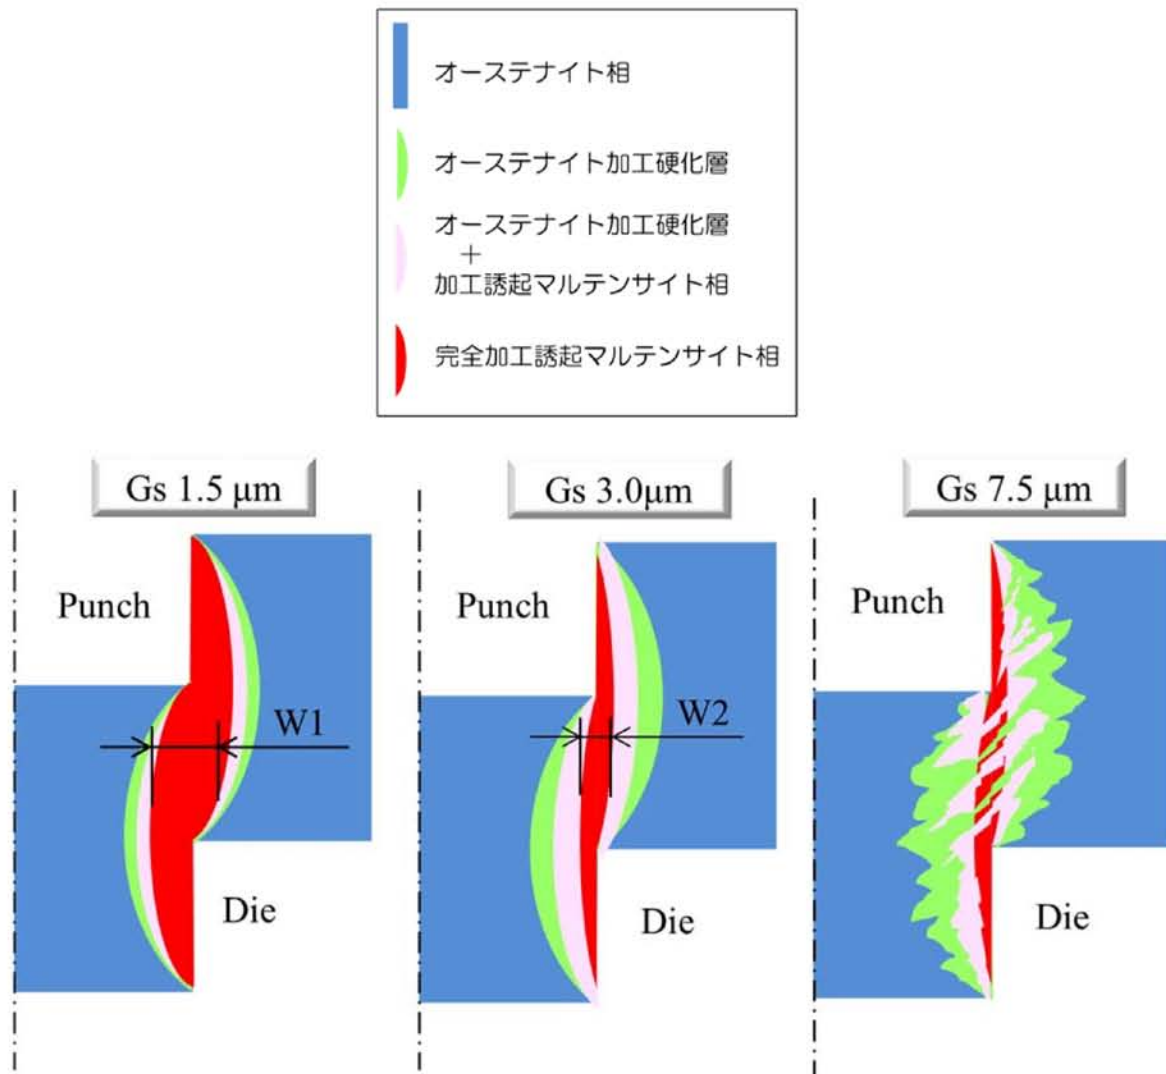 オーステナイト相
オーステナイト加工硬化層
オーステナイト加工硬化層
+
加工誘起マルテンサイト相
完全加工誘起マルテンサイト相
Gs 1.5 μm
Gs 3.0μm
Gs 7.5 μm
Punch
Punch
Punch
W1
W2
Die
Die
Die